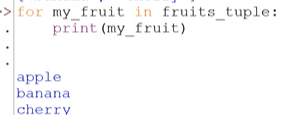 > for my_fruit in fruits_tuple:
. print(my_fruit)
.
.
apple
banana
cherry